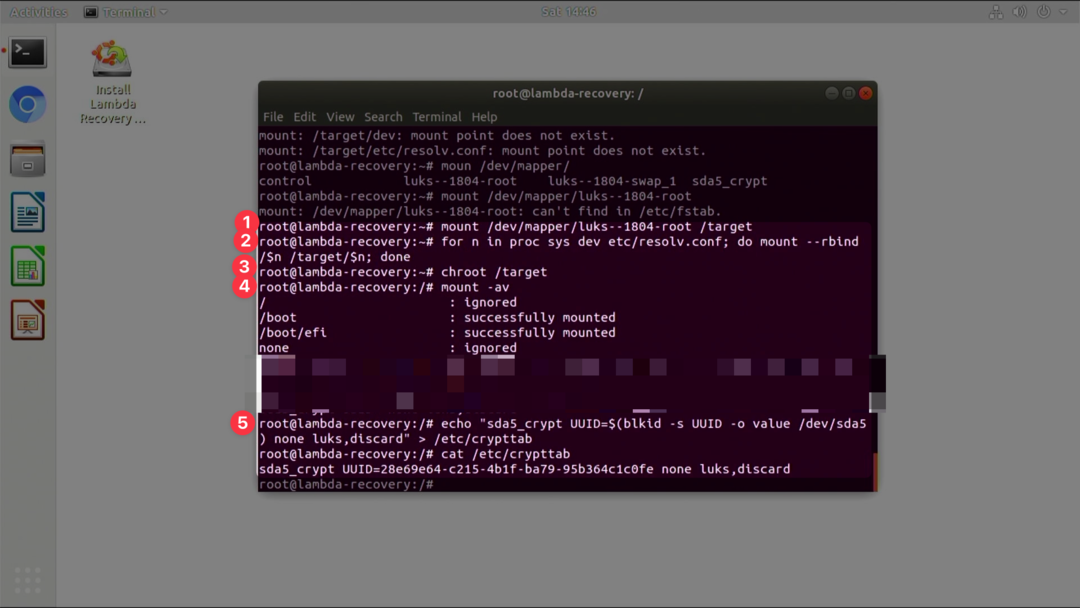 Activities
Terminal
Sat 14:46
Install
Lambda
Recovery ...
root@lambda-recovery: /
File Edit View Search Terminal Help
mount: /target/dev: mount point does not exist.
mount: /target/etc/resolv.conf: mount point does not exist.
root@lambda-recovery:~# moun /dev/mapper/
control luks--1804-root luks--1804-swap_1 sda5_crypt
root@lambda-recovery:~# mount /dev/mapper/luks--1804-root
mount: /dev/mapper/luks--1804-root: can't find in /etc/fstab.
1 root@lambda-recovery:~# mount /dev/mapper/luks--1804-root /target
2 root@lambda-recovery:~# for n in proc sys dev etc/resolv.conf; do mount --rbind
/$n /target/$n; done
3 root@lambda-recovery:~# chroot /target
4 root@lambda-recovery:/# mount -av
/ : ignored
/boot : successfully mounted
/boot/efi : successfully mounted
none : ignored
5 root@lambda-recovery:/# echo "sda5_crypt UUID=$(blkid -s UUID -o value /dev/sda5
) none luks,discard" > /etc/crypttab
root@lambda-recovery:/# cat /etc/crypttab
sda5_crypt UUID=28e69e64-c215-4b1f-ba79-95b364c1c0fe none luks,discard
root@lambda-recovery:/#